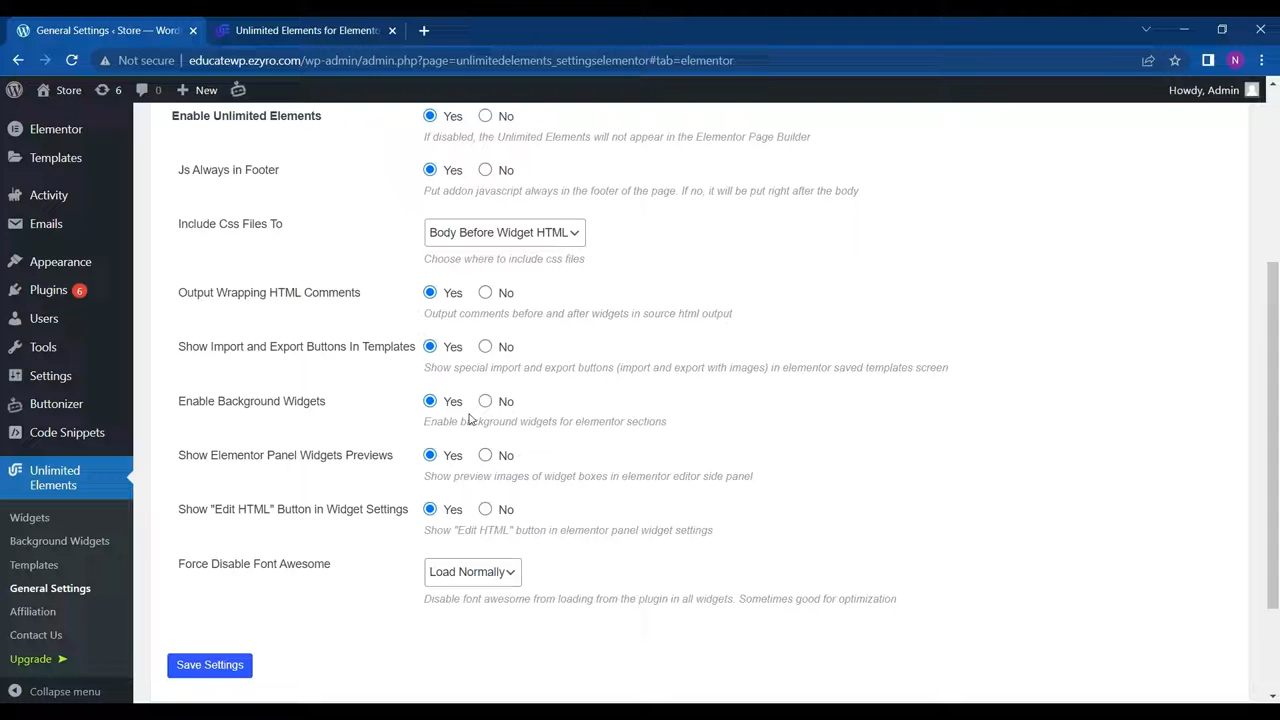 General Settings ‹ Store — Word
Unlimited Elements for Elemento
Not secure educatewp.ezyro.com/wp-admin/admin.php?page=unlimitedelements_settingselementor#tab=elementor
N
Store 6 0 New
Howdy, Admin
Elementor
Templates
Activity
Emails
Appearance
Plugins 6
Users
Tools
Settings
Buttonizer
Code Snippets
Unlimited
Elements
Widgets
Background Widgets
Templates
General Settings
Affiliation
Contact Us
Upgrade ➤
Collapse menu
Enable Unlimited Elements Yes No
If disabled, the Unlimited Elements will not appear in the Elementor Page Builder
Js Always in Footer Yes No
Put addon javascript always in the footer of the page. If no, it will be put right after the body
Include Css Files To Body Before Widget HTML
Choose where to include css files
Output Wrapping HTML Comments Yes No
Output comments before and after widgets in source html output
Show Import and Export Buttons In Templates Yes No
Show special import and export buttons (import and export with images) in elementor saved templates screen
Enable Background Widgets Yes No
Enable background widgets for elementor sections
Show Elementor Panel Widgets Previews Yes No
Show preview images of widget boxes in elementor editor side panel
Show "Edit HTML" Button in Widget Settings Yes No
Show "Edit HTML" button in elementor panel widget settings
Force Disable Font Awesome Load Normally
Disable font awesome from loading from the plugin in all widgets. Sometimes good for optimization
Save Settings